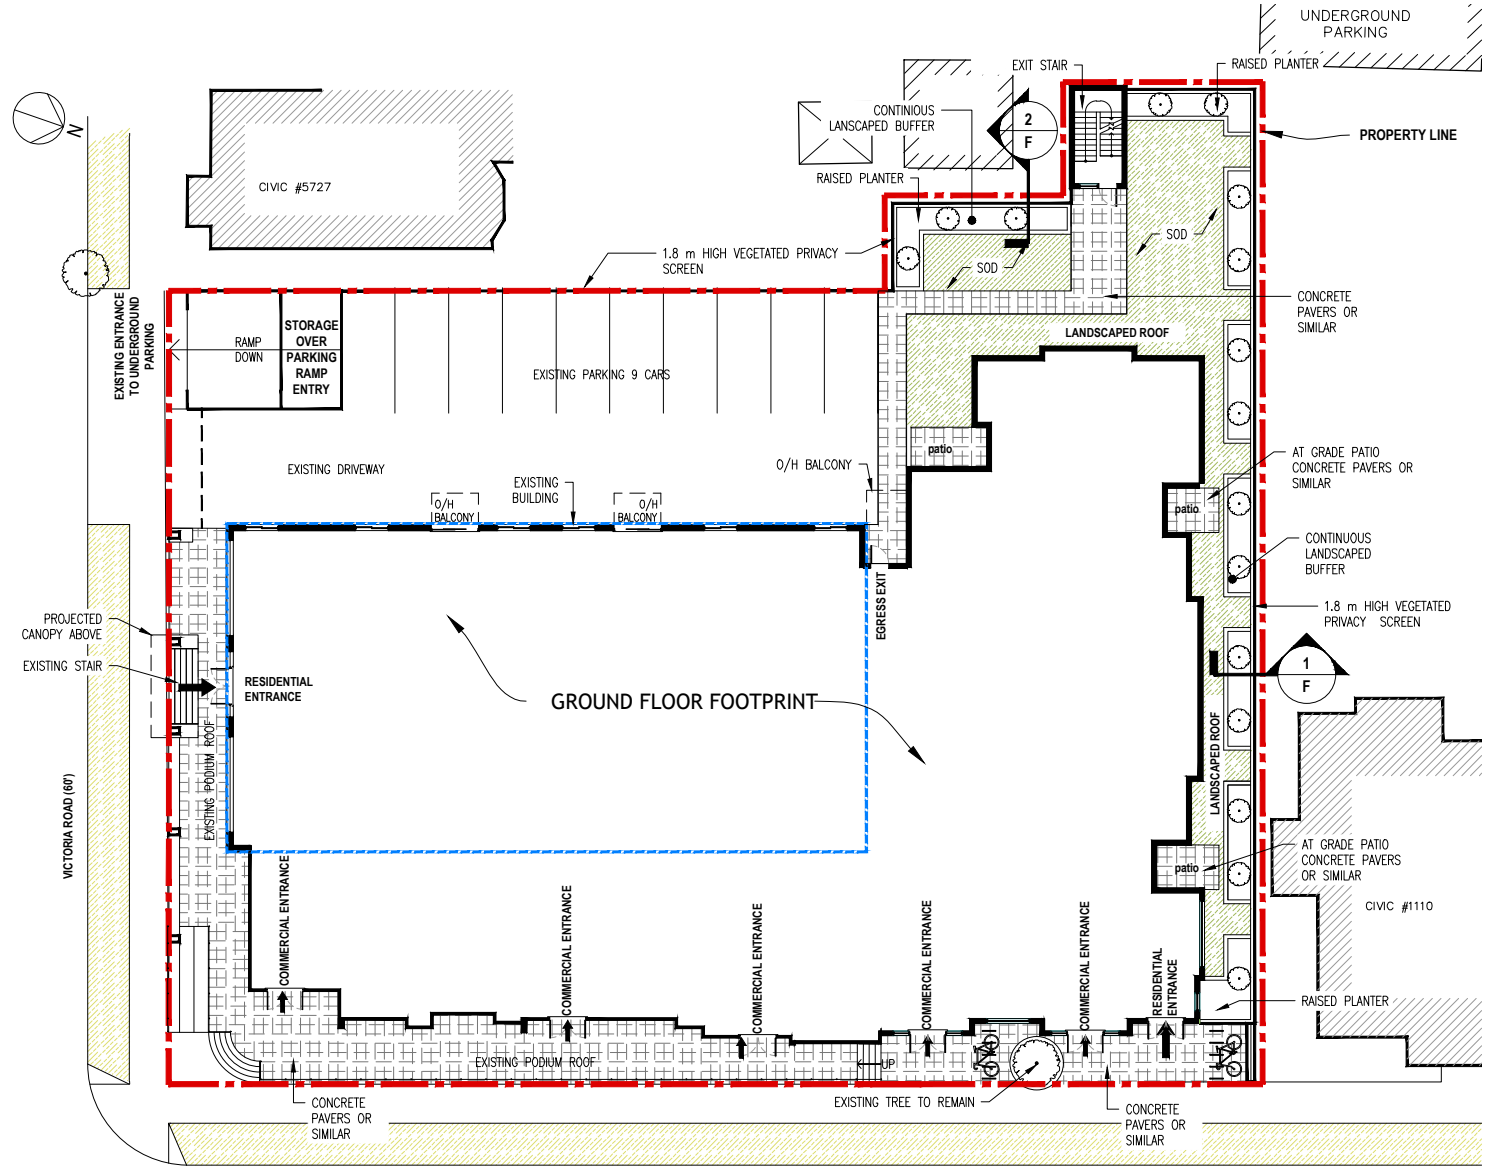 UNDERGROUND
PARKING
EXIT STAIR
RAISED PLANTER
CONTINIOUS
LANSCAPED BUFFER
2
F
PROPERTY LINE
N
CIVIC #5727
RAISED PLANTER
SOD
1.8 m HIGH VEGETATED PRIVACY
SCREEN
SOD
CONCRETE
PAVERS OR
SIMILAR
EXISTING ENTRANCE
TO UNDERGROUND
PARKING
RAMP
DOWN
STORAGE
OVER
PARKING
RAMP
ENTRY
LANDSCAPED ROOF
EXISTING PARKING 9 CARS
patio
AT GRADE PATIO
CONCRETE PAVERS OR
SIMILAR
O/H BALCONY
EXISTING DRIVEWAY
EXISTING
BUILDING
O/H
BALCONY
O/H
BALCONY
patio
CONTINUOUS
LANDSCAPED
BUFFER
EGRESS EXIT
PROJECTED
CANOPY ABOVE
EXISTING STAIR
1.8 m HIGH VEGETATED
PRIVACY SCREEN
1
F
RESIDENTIAL
ENTRANCE
GROUND FLOOR FOOTPRINT
EXISTING PODIUM ROOF
LANDSCAPED ROOF
VICTORIA ROAD (60')
AT GRADE PATIO
CONCRETE PAVERS
OR SIMILAR
patio
CIVIC #1110
COMMERCIAL ENTRANCE
COMMERCIAL ENTRANCE
COMMERCIAL ENTRANCE
COMMERCIAL ENTRANCE
COMMERCIAL ENTRANCE
RESIDENTIAL
ENTRANCE
RAISED PLANTER
EXISTING PODIUM ROOF
UP
EXISTING TREE TO REMAIN
CONCRETE
PAVERS OR
SIMILAR
CONCRETE
PAVERS OR
SIMILAR